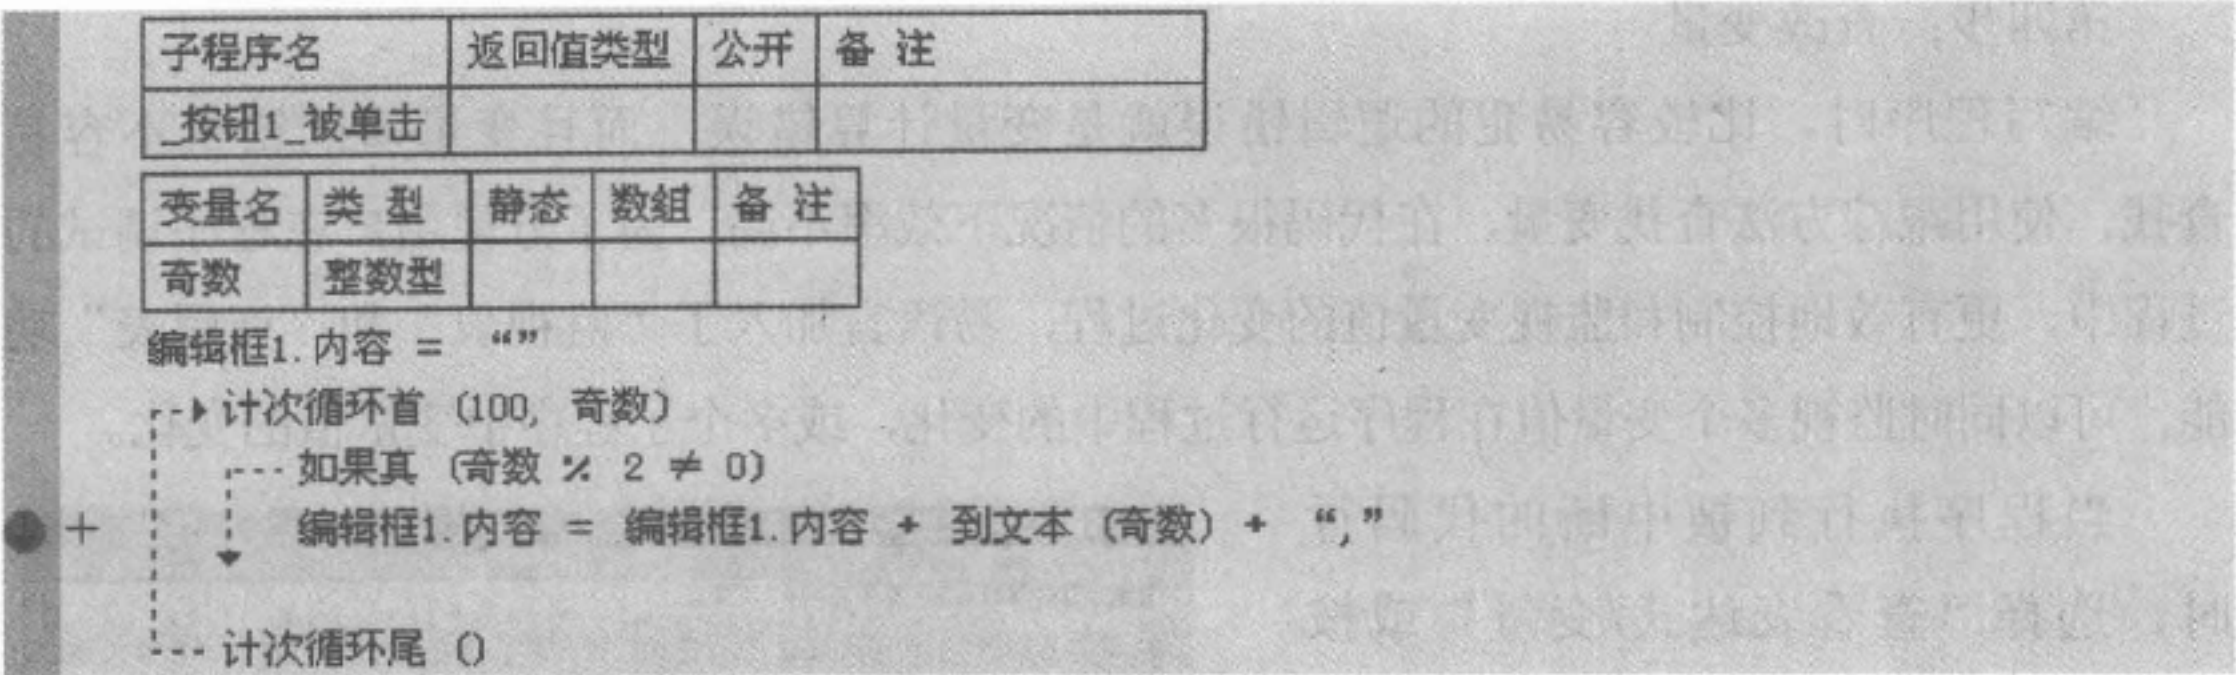 子程序名 返回值类型 公开 备 注
_按钮1_被单击
变量名 类 型 静态 数组 备 注
奇数 整数型
编辑框1.内容 = “”
计次循环首 (100, 奇数)
如果真 (奇数 % 2 ≠ 0)
+ 编辑框1.内容 = 编辑框1.内容 + 到文本 (奇数) + “,”
计次循环尾 ()